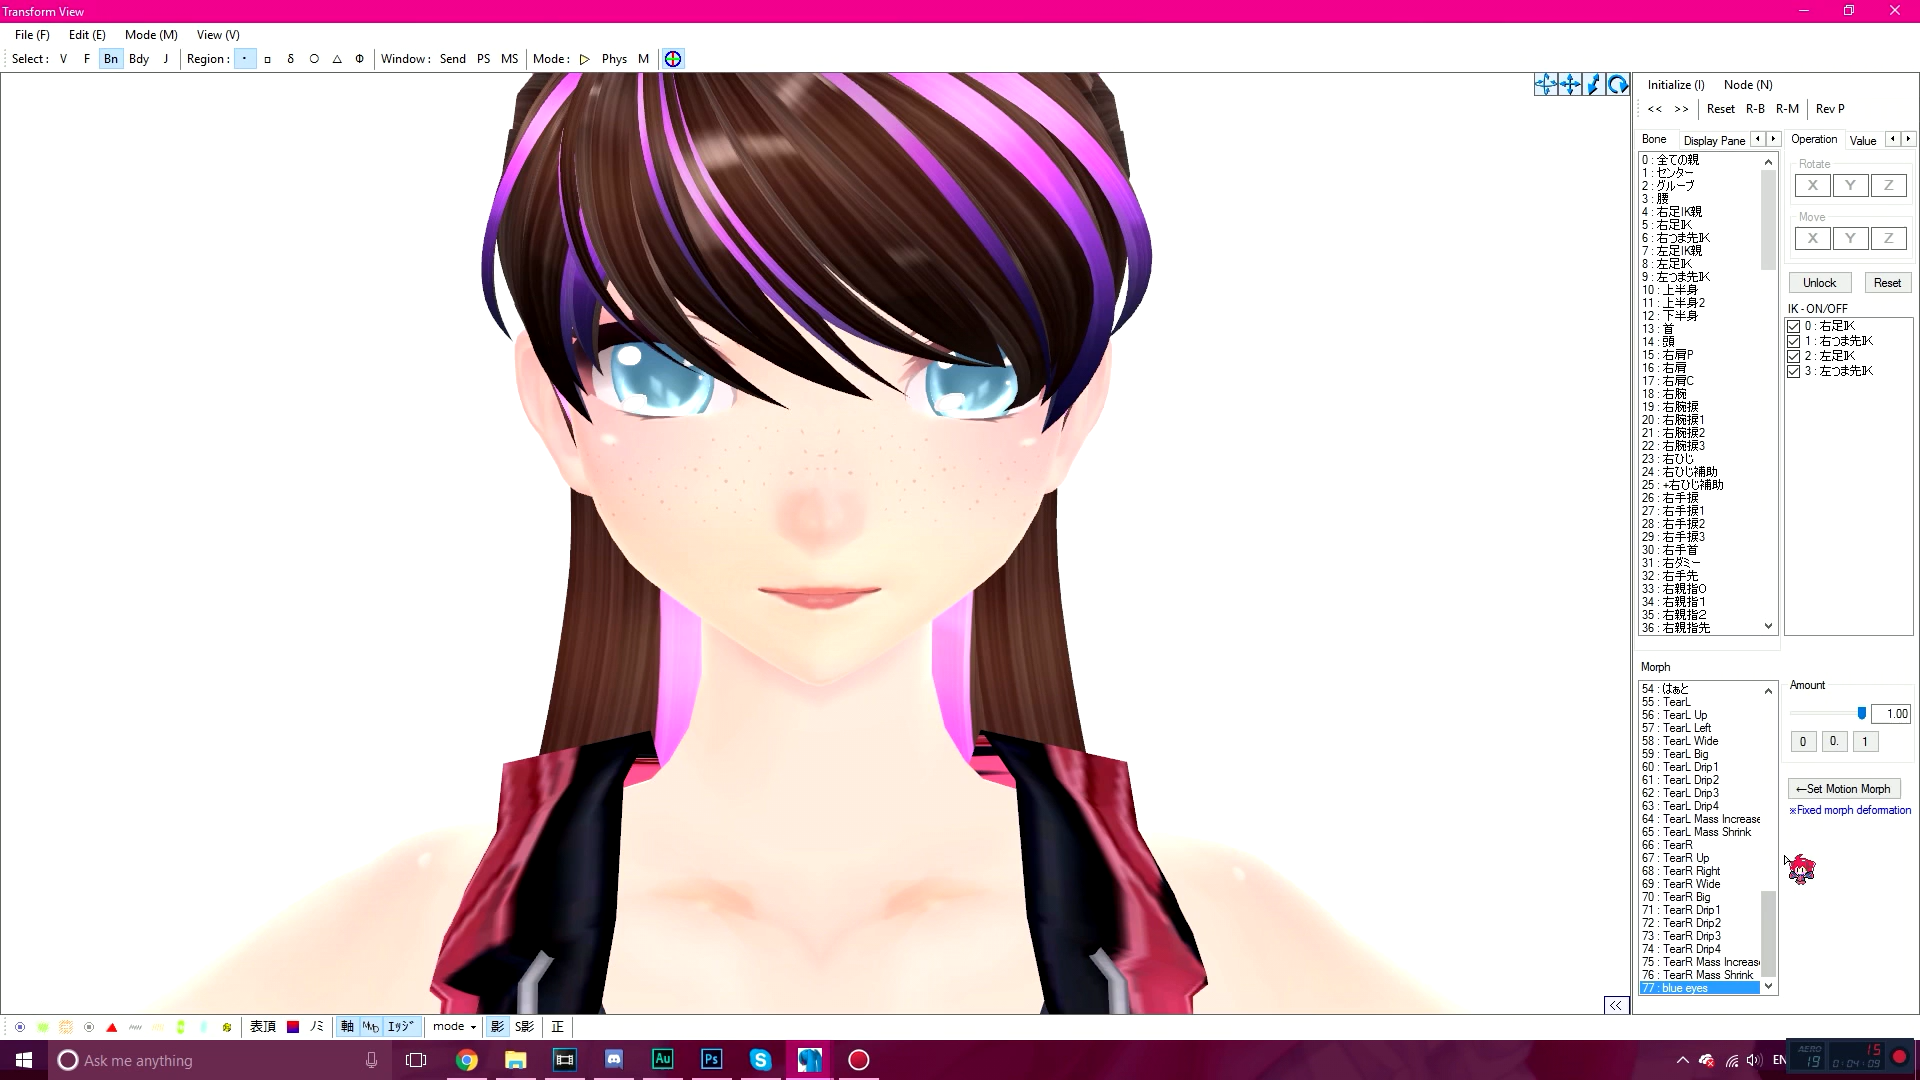 Transform View
File (F) Edit (E) Mode (M) View (V)
Select : V F Bn Bdy J Region : Window : Send PS MS Mode : Phys M
Initialize (I) Node (N)
<< >> Reset R-B R-M Rev P
Bone Display Pane Operation Value
0 : 全ての親
1 : センター
2 : グループ
3 : 腰
4 : 右足IK親
5 : 右足IK
6 : 右つま先IK
7 : 左足IK親
8 : 左足IK
9 : 左つま先IK
10 : 上半身
11 : 上半身2
12 : 下半身
13 : 首
14 : 頭
15 : 右肩P
16 : 右肩
17 : 右肩C
18 : 右腕
19 : 右腕捩
20 : 右腕捩1
21 : 右腕捩2
22 : 右腕捩3
23 : 右ひじ
24 : 右ひじ補助
25 : +右ひじ補助
26 : 右手捩
27 : 右手捩1
28 : 右手捩2
29 : 右手捩3
30 : 右手首
31 : 右ダミー
32 : 右手先
33 : 右親指0
34 : 右親指1
35 : 右親指2
36 : 右親指先
Rotate
X Y Z
Move
X Y Z
Unlock Reset
IK - ON/OFF
0 : 右足IK
1 : 右つま先IK
2 : 左足IK
3 : 左つま先IK
Morph
54 : はぁと
55 : TearL
56 : TearL Up
57 : TearL Left
58 : TearL Wide
59 : TearL Big
60 : TearL Drip1
61 : TearL Drip2
62 : TearL Drip3
63 : TearL Drip4
64 : TearL Mass Increase
65 : TearL Mass Shrink
66 : TearR
67 : TearR Up
68 : TearR Right
69 : TearR Wide
70 : TearR Big
71 : TearR Drip1
72 : TearR Drip2
73 : TearR Drip3
74 : TearR Drip4
75 : TearR Mass Increas
76 : TearR Mass Shrink
77 : blue eyes
Amount
1.00
0 0. 1
←Set Motion Morph
※Fixed morph deformation
<<
表頂 ノミ 軸 MMD ｴｯｼﾞ mode 影 S影 正
Ask me anything
Au Ps
EN
AERO 19 15
0:04:09